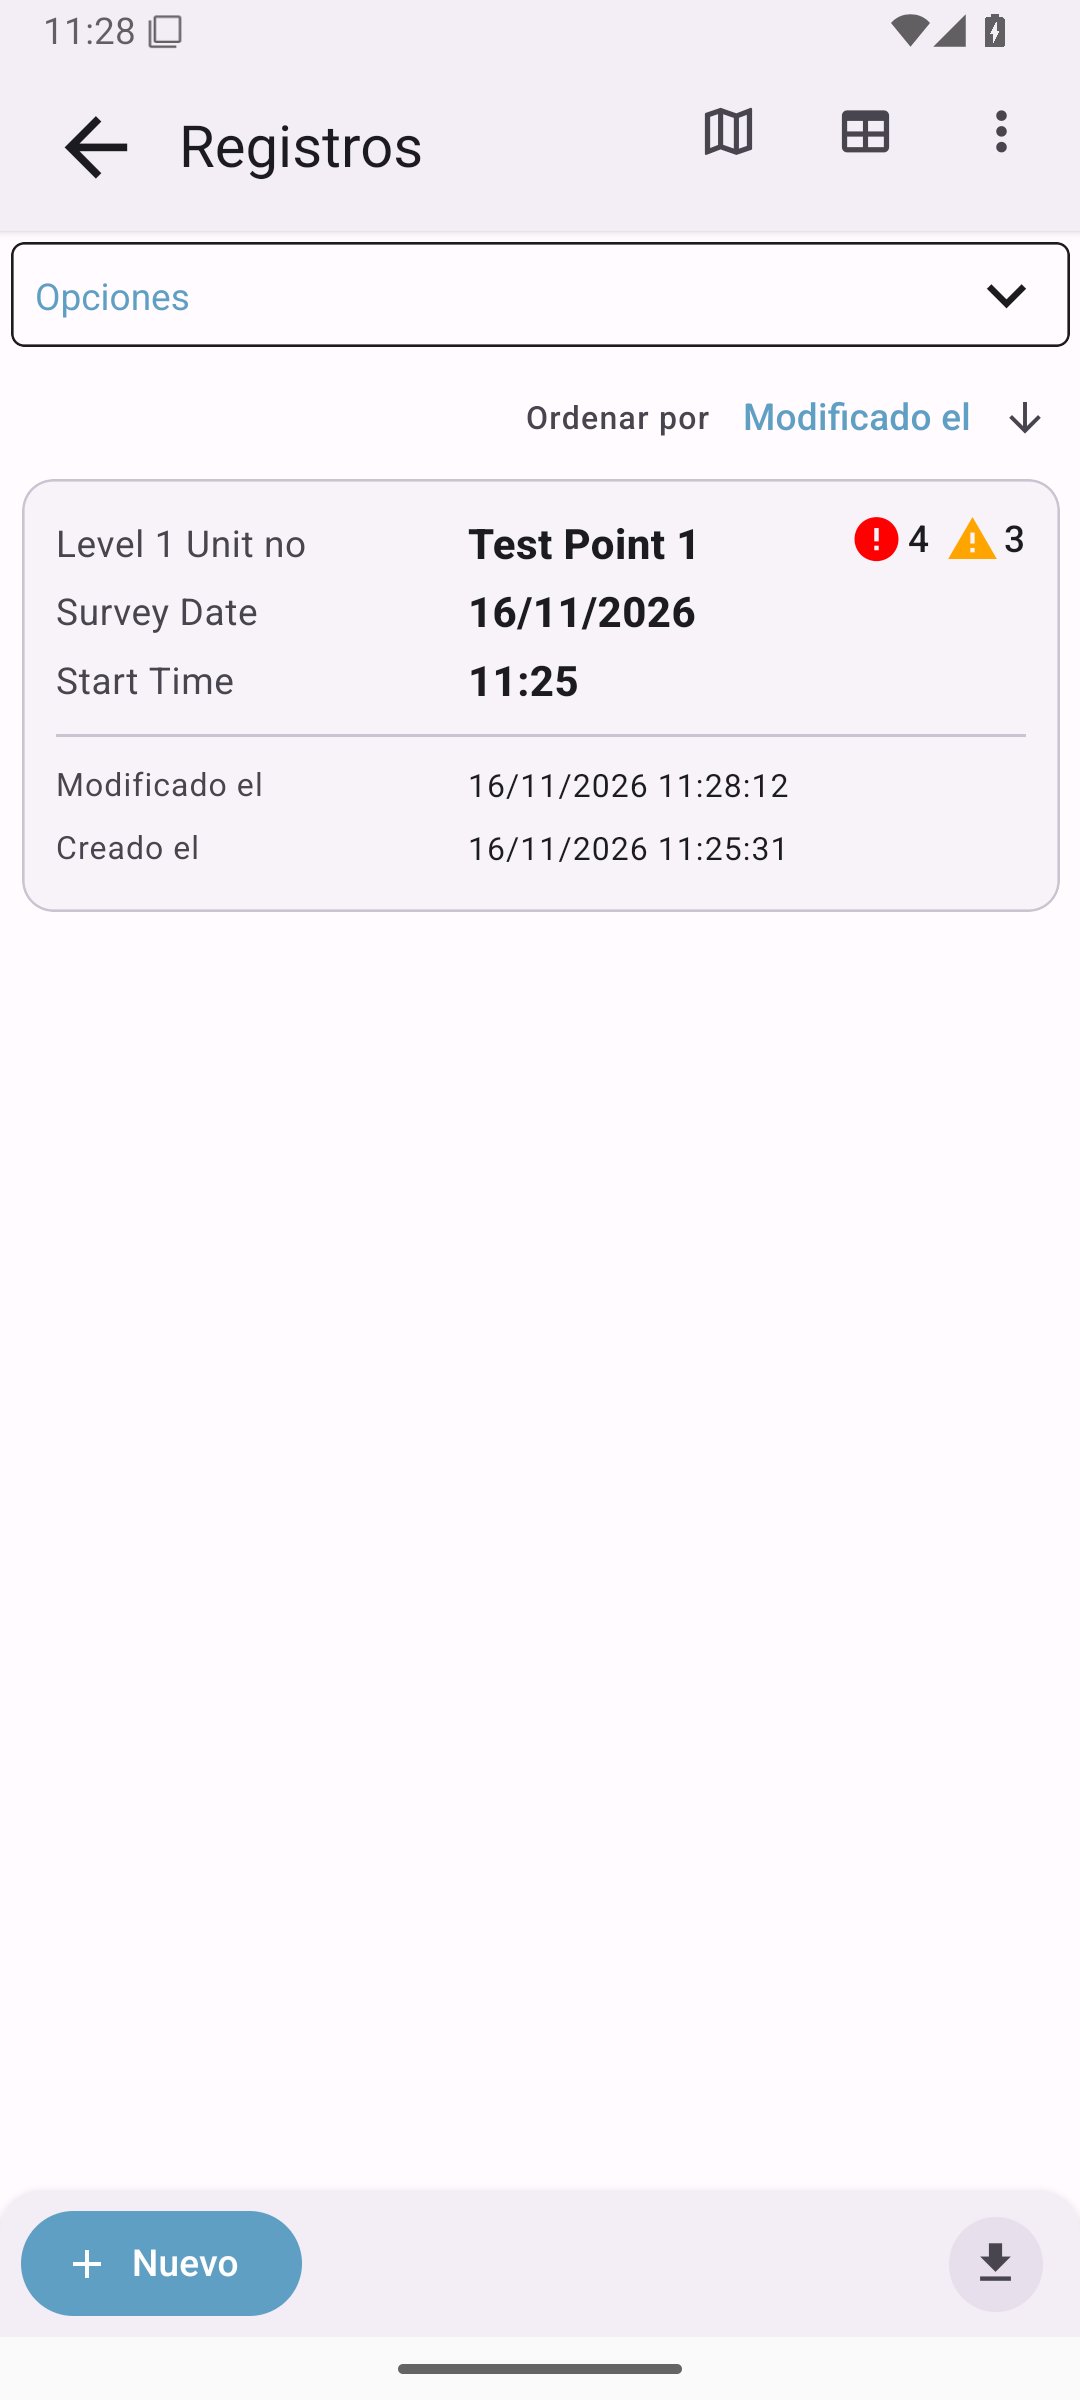 11:28
Registros
Opciones
Ordenar por Modificado el
Level 1 Unit no Test Point 1 4 3
Survey Date 16/11/2026
Start Time 11:25
Modificado el 16/11/2026 11:28:12
Creado el 16/11/2026 11:25:31
Nuevo